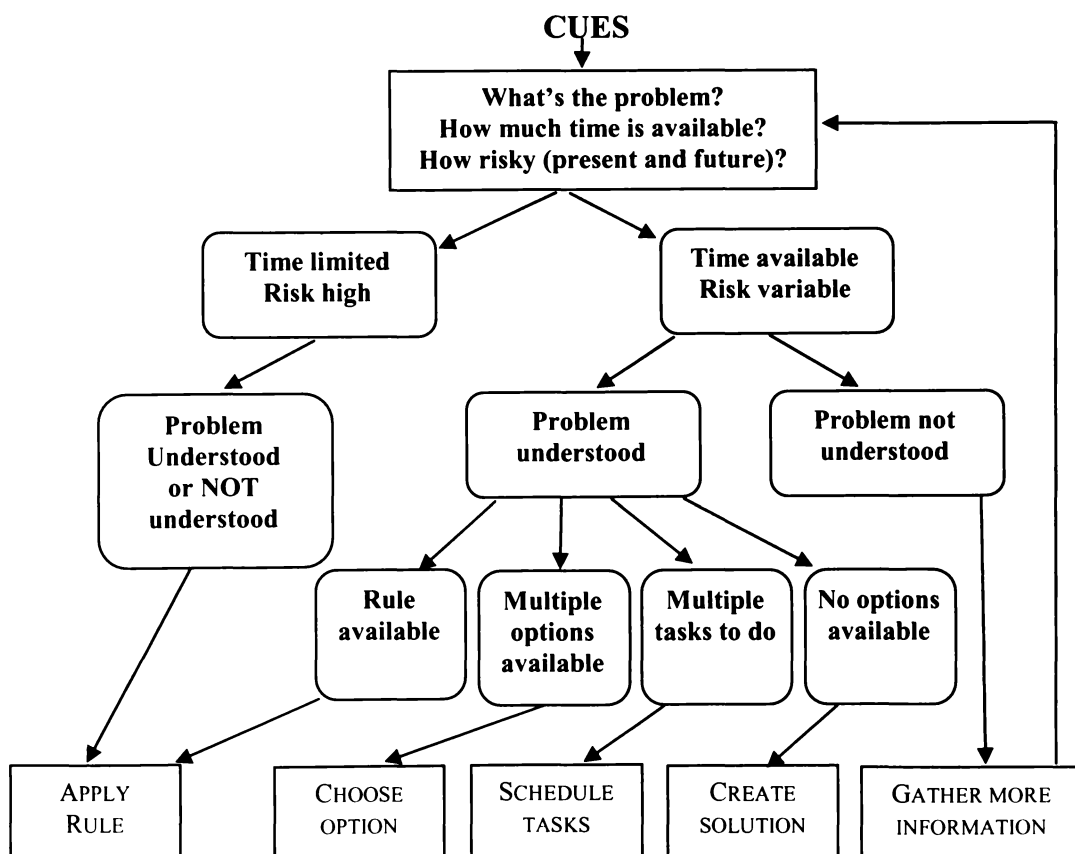 CUES
What's the problem?
How much time is available?
How risky (present and future)?
Time limited
Risk high
Time available
Risk variable
Problem
Understood
or NOT
understood
Problem
understood
Problem not
understood
Rule
available
Multiple
options
available
Multiple
tasks to do
No options
available
APPLY
RULE
CHOOSE
OPTION
SCHEDULE
TASKS
CREATE
SOLUTION
GATHER MORE
INFORMATION